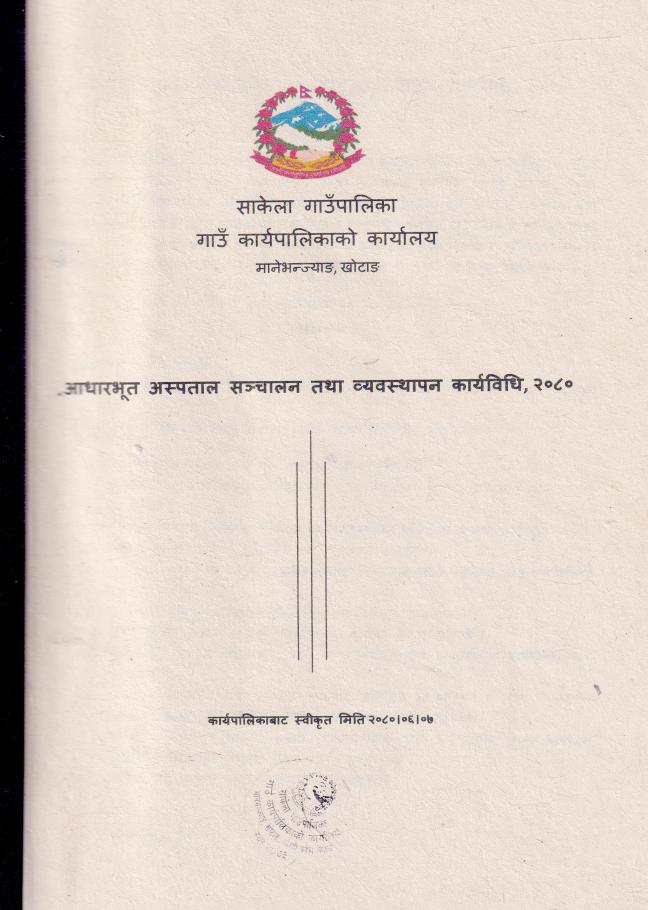 साकेला गाउँपालिका
गाउँ कार्यपालिकाको कार्यालय
मानेभन्ज्याङ, खोटाङ
आधारभूत अस्पताल सञ्चालन तथा व्यवस्थापन कार्यविधि, २०८०
कार्यपालिकाबाट स्वीकृत मिति २०८०।०६।०७